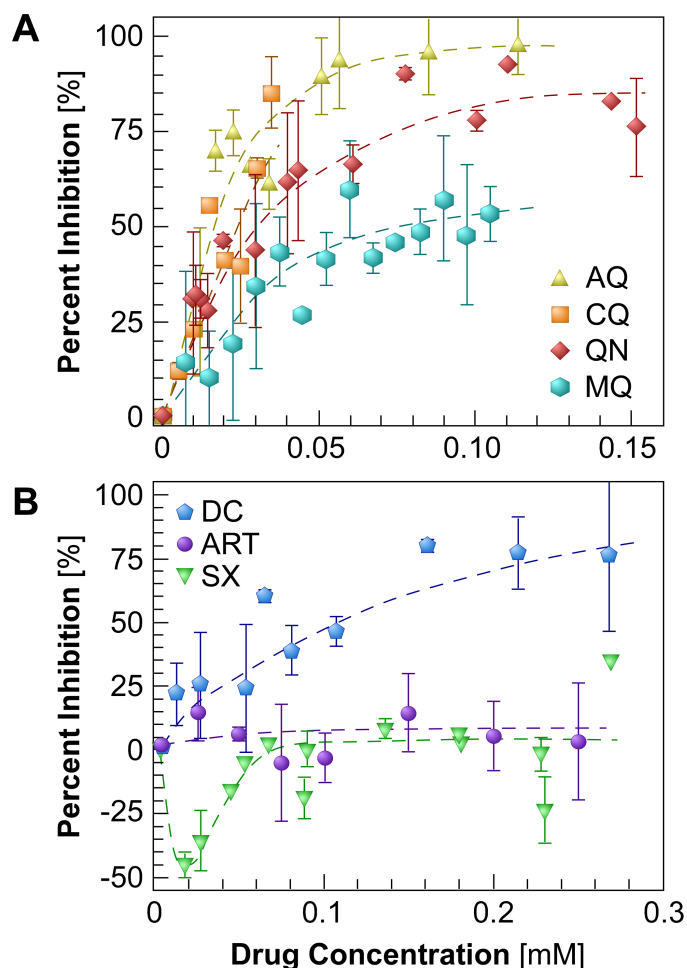 A
Percent Inhibition [%]
100
75
50
25
0
AQ
CQ
QN
MQ
0
0.05
0.10
0.15
B
Percent Inhibition [%]
100
75
50
25
0
-25
-50
DC
ART
SX
0
0.1
0.2
0.3
Drug Concentration [mM]